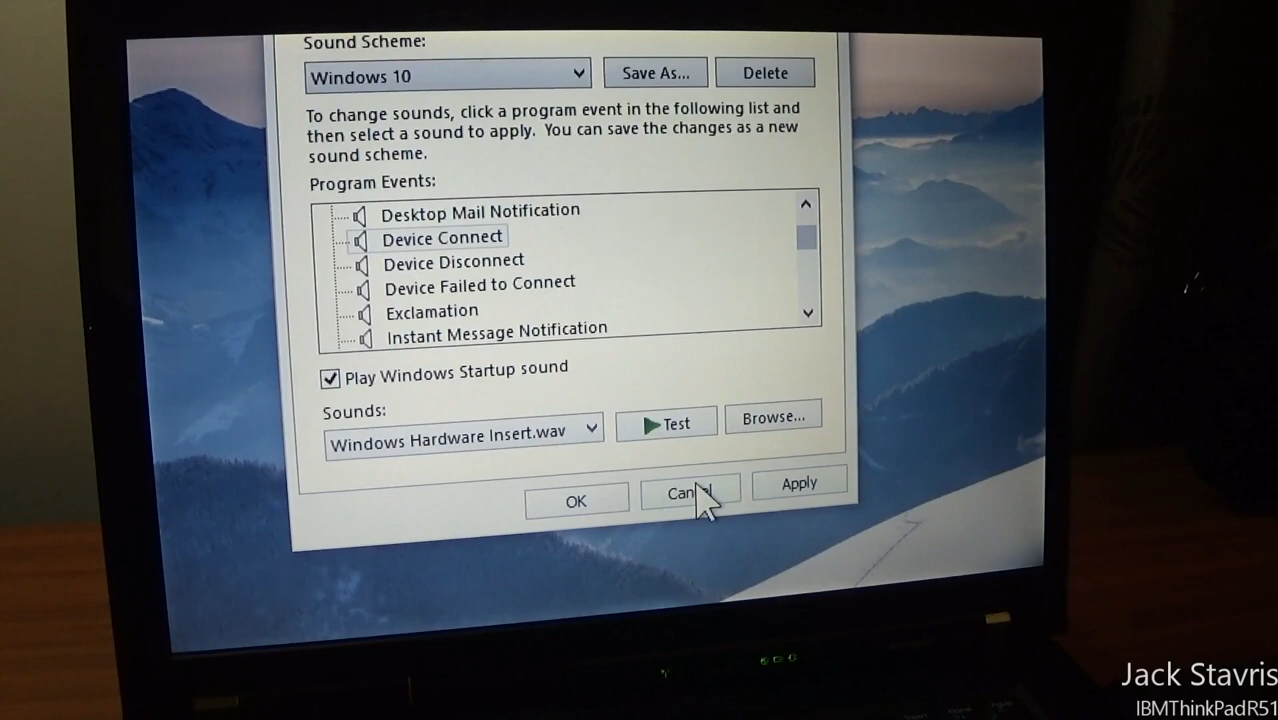 Sound Scheme:
Windows 10
Save As...
Delete
To change sounds, click a program event in the following list and
then select a sound to apply. You can save the changes as a new
sound scheme.
Program Events:
Desktop Mail Notification
Device Connect
Device Disconnect
Device Failed to Connect
Exclamation
Instant Message Notification
Play Windows Startup sound
Sounds:
Windows Hardware Insert.wav
Test
Browse...
OK
Cancel
Apply
Jack Stavris
IBMThinkPadR51